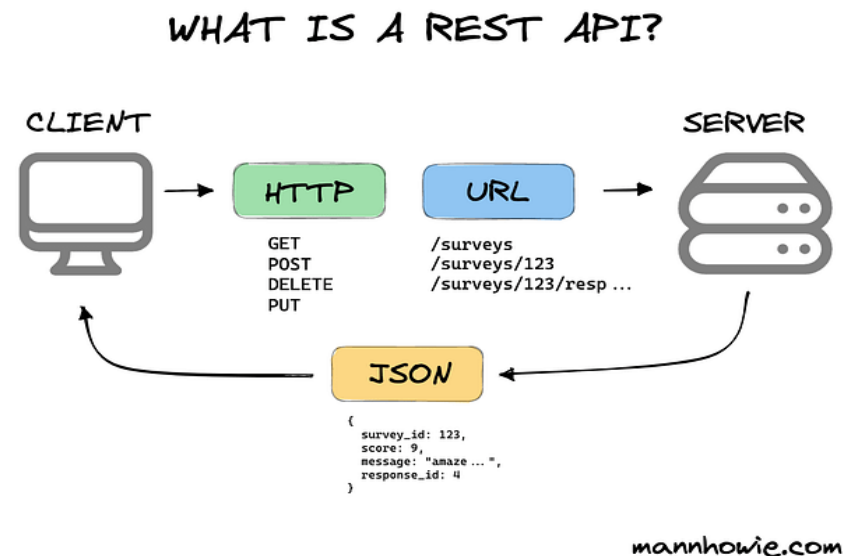 WHAT IS A REST API?
CLIENT
SERVER
HTTP
URL
GET
POST
DELETE
PUT
/surveys
/surveys/123
/surveys/123/resp ...
JSON
{
survey_id: 123,
score: 9,
message: "amaze ... ",
response_id: 4
}
mannhowie.com